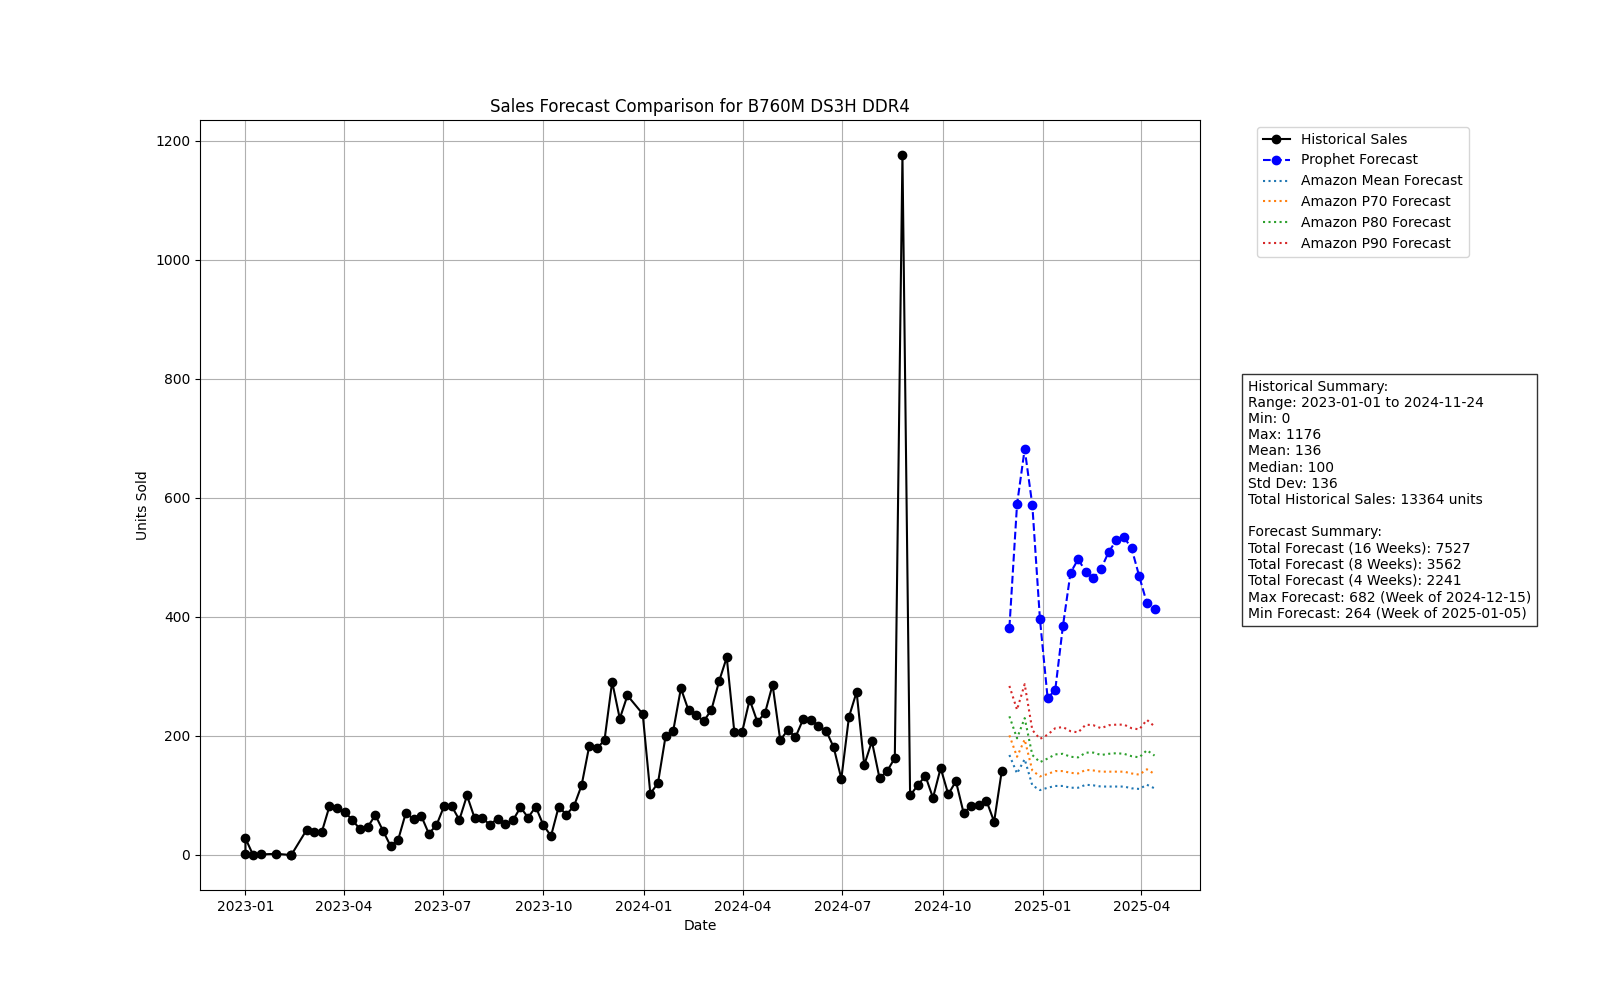 Sales Forecast Comparison for B760M DS3H DDR4
Units Sold
1200
1000
800
600
400
200
0
2023-01
2023-04
2023-07
2023-10
2024-01
2024-04
2024-07
2024-10
2025-01
2025-04
Date
Historical Sales
Prophet Forecast
Amazon Mean Forecast
Amazon P70 Forecast
Amazon P80 Forecast
Amazon P90 Forecast
Historical Summary:
Range: 2023-01-01 to 2024-11-24
Min: 0
Max: 1176
Mean: 136
Median: 100
Std Dev: 136
Total Historical Sales: 13364 units
Forecast Summary:
Total Forecast (16 Weeks): 7527
Total Forecast (8 Weeks): 3562
Total Forecast (4 Weeks): 2241
Max Forecast: 682 (Week of 2024-12-15)
Min Forecast: 264 (Week of 2025-01-05)